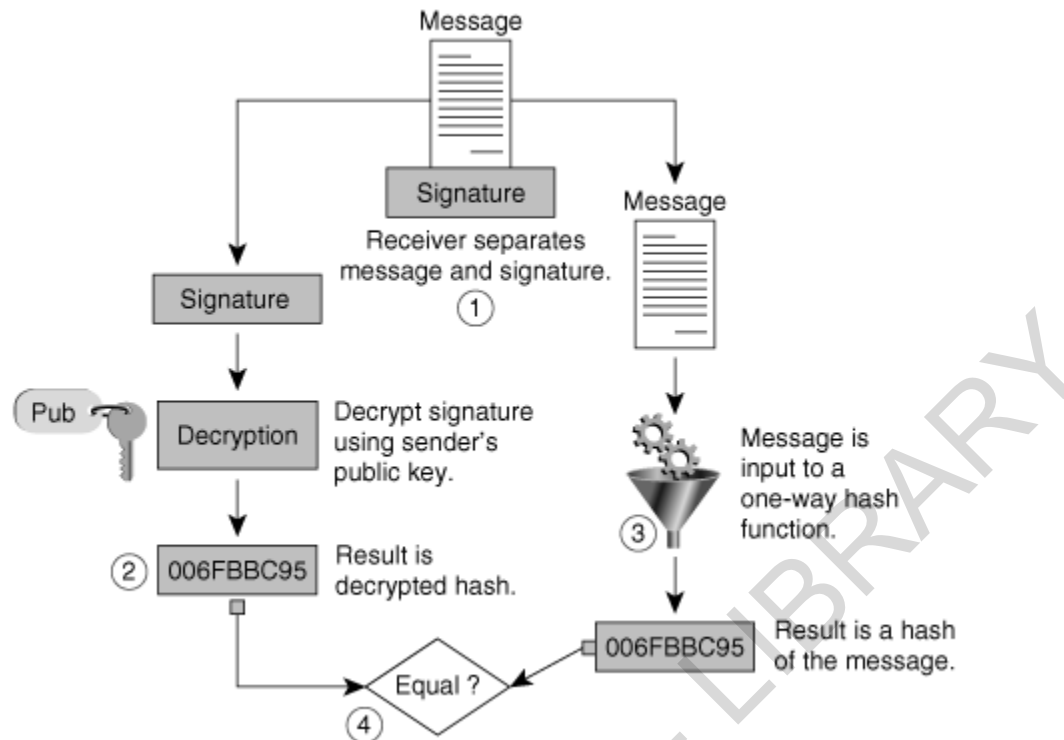 Message
Signature
Receiver separates
message and signature.
1
Message
Signature
Pub
Decryption
Decrypt signature
using sender's
public key.
Message is
input to a
one-way hash
function.
3
2
006FBBC95
Result is
decrypted hash.
006FBBC95
Result is a hash
of the message.
Equal ?
4
LIBRARY